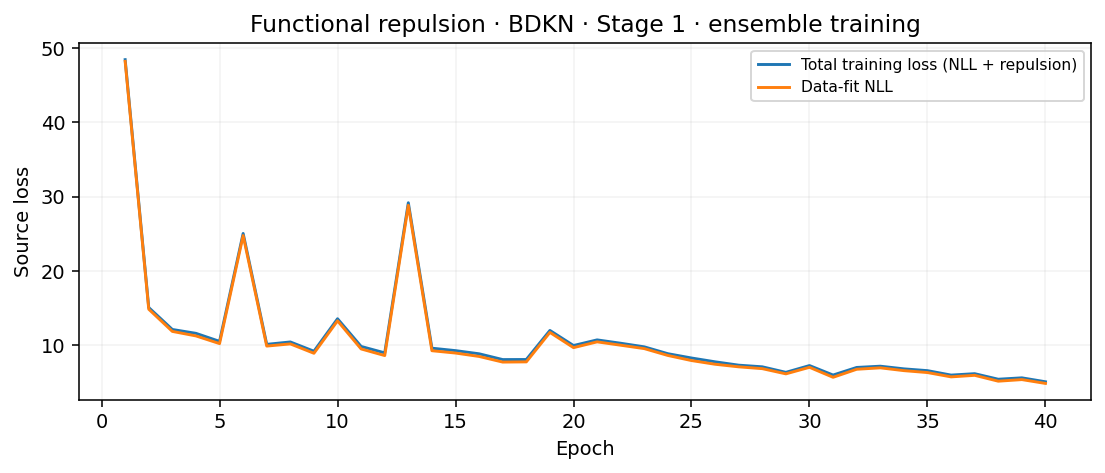 Functional repulsion · BDKN · Stage 1 · ensemble training
Total training loss (NLL + repulsion)
Data-fit NLL
Source loss
50
40
30
20
10
0 5 10 15 20 25 30 35 40
Epoch